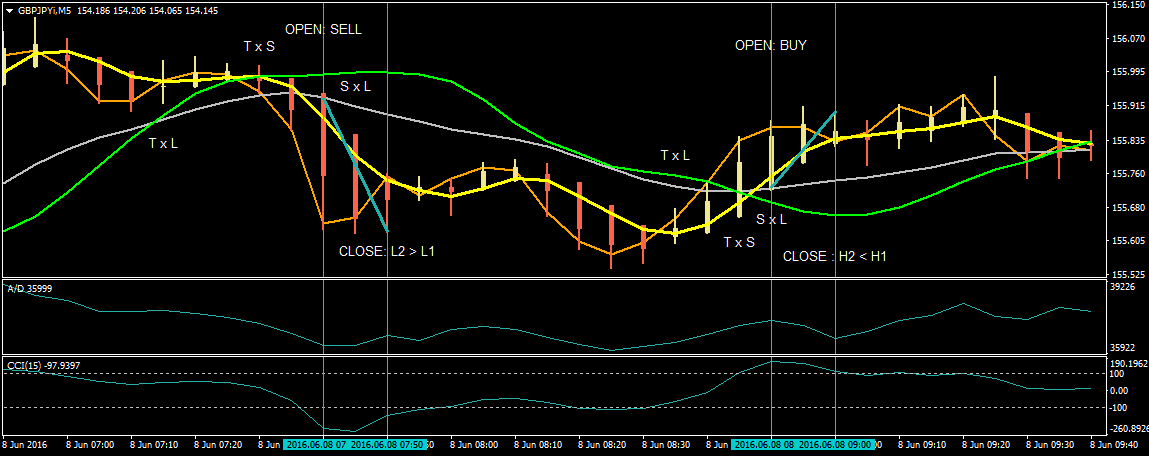 GBPJPYi,M5 154.186 154.206 154.065 154.145
OPEN: SELL
OPEN: BUY
T x S
S x L
T x L
T x L
S x L
T x S
CLOSE: L2 > L1
CLOSE : H2 < H1
156.150
156.070
155.995
155.915
155.835
155.760
155.680
155.605
155.525
A/D 35999
39226
35922
CCI(15) -97.9397
190.1962
100
0.00
-100
-260.8926
8 Jun 2016
8 Jun 07:00
8 Jun 07:10
8 Jun 07:20
8 Jun
2016.06.08 07
2016.06.08 07:50
8 Jun 08:00
8 Jun 08:10
8 Jun 08:20
8 Jun 08:30
8 Jun
2016.06.08 08
2016.06.08 09:00
8 Jun 09:10
8 Jun 09:20
8 Jun 09:30
8 Jun 09:40